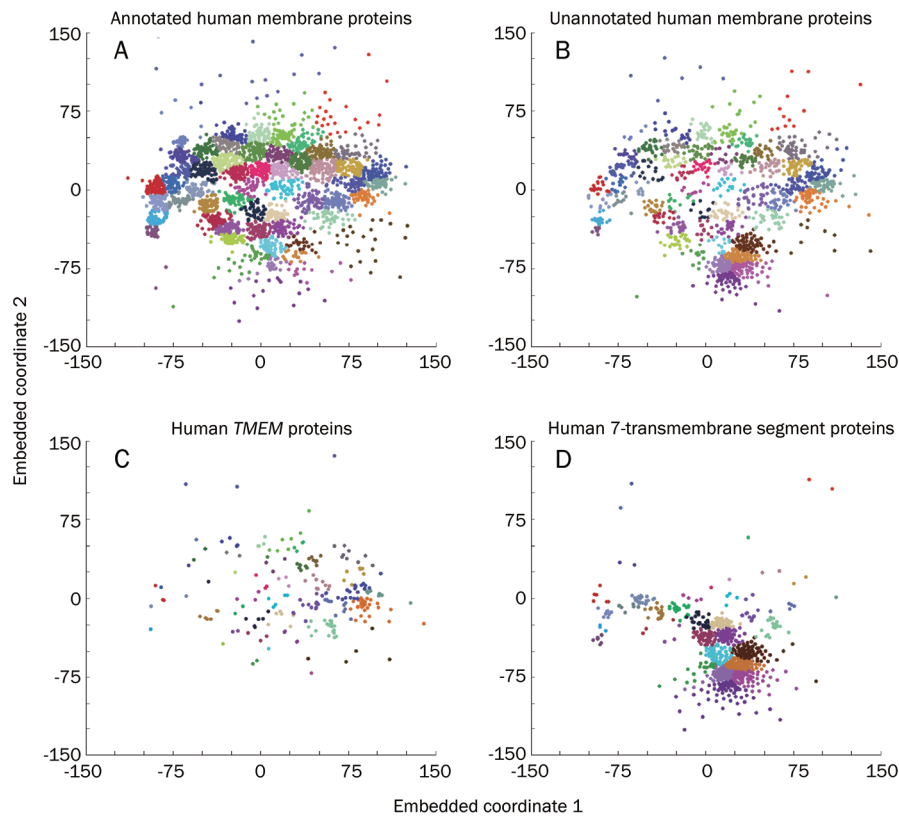 Annotated human membrane proteins
Unannotated human membrane proteins
150
A
75
0
-75
-150
-150 -75 0 75 150
150
B
75
0
-75
-150
-150 -75 0 75 150
Human TMEM proteins
Human 7-transmembrane segment proteins
150
C
75
0
-75
-150
-150 -75 0 75 150
150
D
75
0
-75
-150
-150 -75 0 75 150
Embedded coordinate 2
Embedded coordinate 1